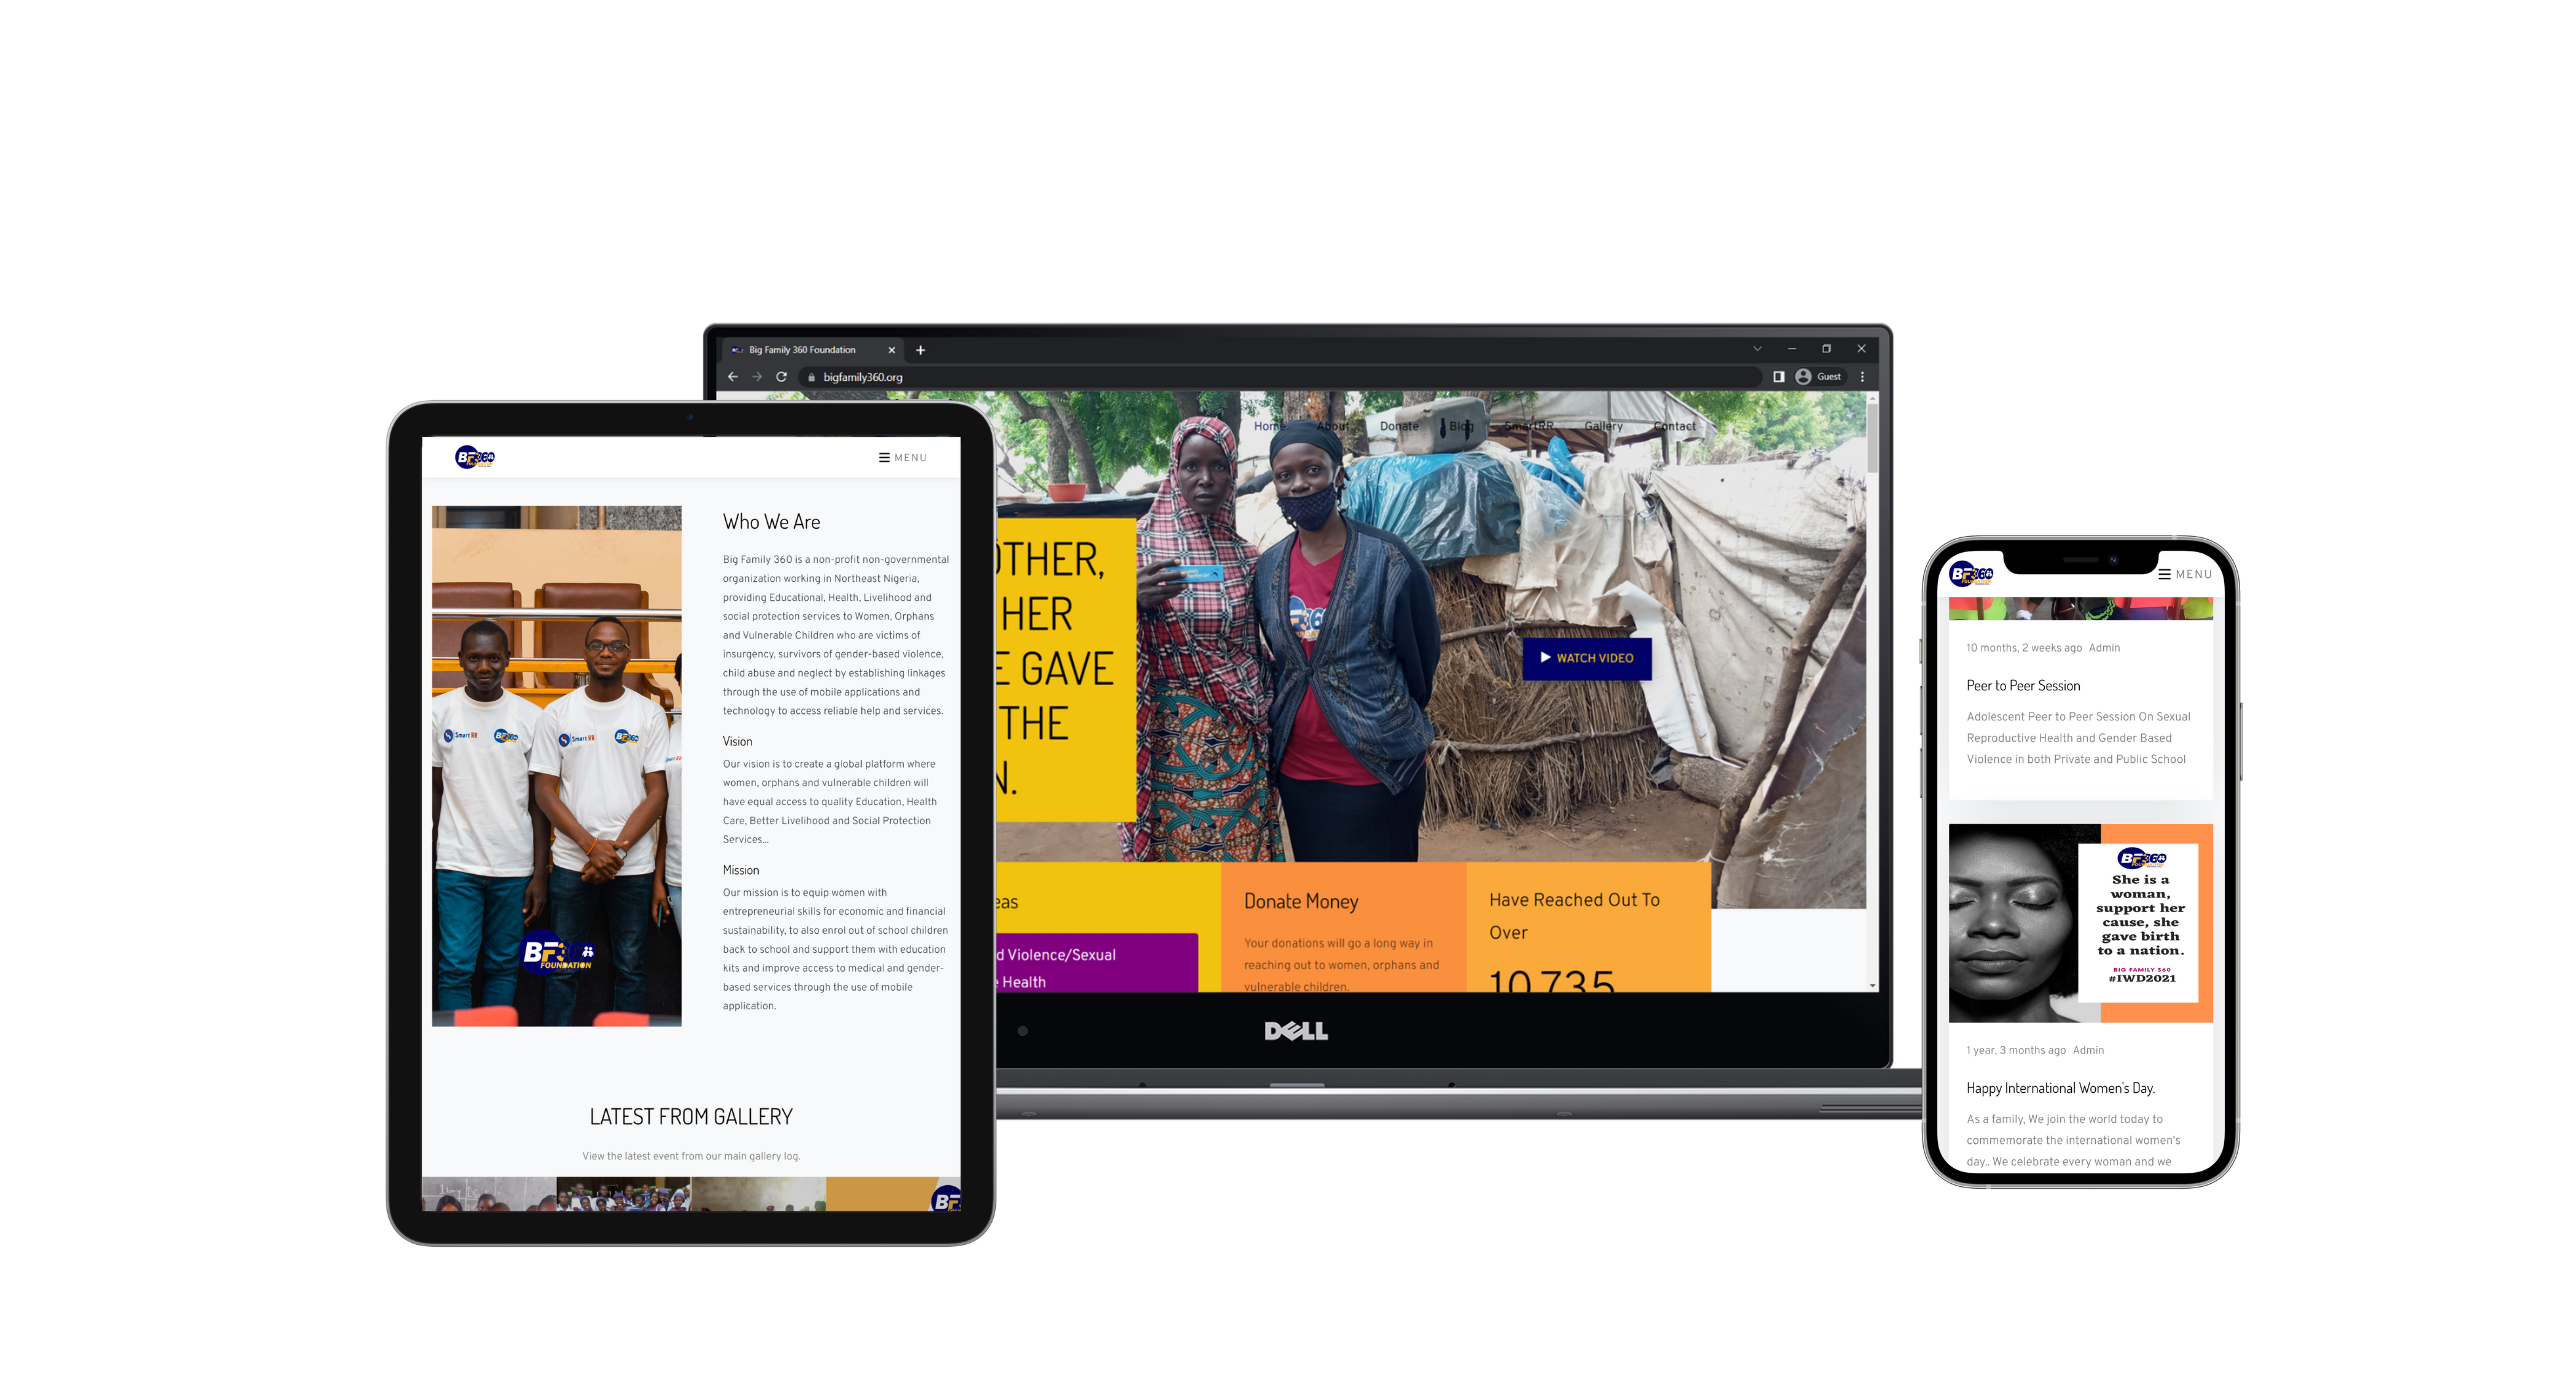 Big Family 360 Foundation
bigfamily360.org
Guest
Home About Donate Blog SmartRR Gallery Contact
OTHER,
HER
E GAVE
THE
N.
WATCH VIDEO
eas
d Violence/Sexual
e Health
Donate Money
Your donations will go a long way in
reaching out to women, orphans and
vulnerable children.
Have Reached Out To
Over
10,735
DELL
BF360
FOUNDATION
MENU
Smart RR BF360
Smart RR BF360
BF360
FOUNDATION
Who We Are
Big Family 360 is a non-profit non-governmental
organization working in Northeast Nigeria,
providing Educational, Health, Livelihood and
social protection services to Women, Orphans
and Vulnerable Children who are victims of
insurgency, survivors of gender-based violence,
child abuse and neglect by establishing linkages
through the use of mobile applications and
technology to access reliable help and services.
Vision
Our vision is to create a global platform where
women, orphans and vulnerable children will
have equal access to quality Education, Health
Care, Better Livelihood and Social Protection
Services...
Mission
Our mission is to equip women with
entrepreneurial skills for economic and financial
sustainability, to also enrol out of school children
back to school and support them with education
kits and improve access to medical and gender-
based services through the use of mobile
application.
LATEST FROM GALLERY
View the latest event from our main gallery log.
BF
BF360
FOUNDATION
MENU
10 months, 2 weeks ago Admin
Peer to Peer Session
Adolescent Peer to Peer Session On Sexual
Reproductive Health and Gender Based
Violence in both Private and Public School
BF360
She is a
woman,
support her
cause, she
gave birth
to a nation.
BIG FAMILY 360
#IWD2021
1 year, 3 months ago Admin
Happy International Women's Day.
As a family, We join the world today to
commemorate the international women's
day.. We celebrate every woman and we